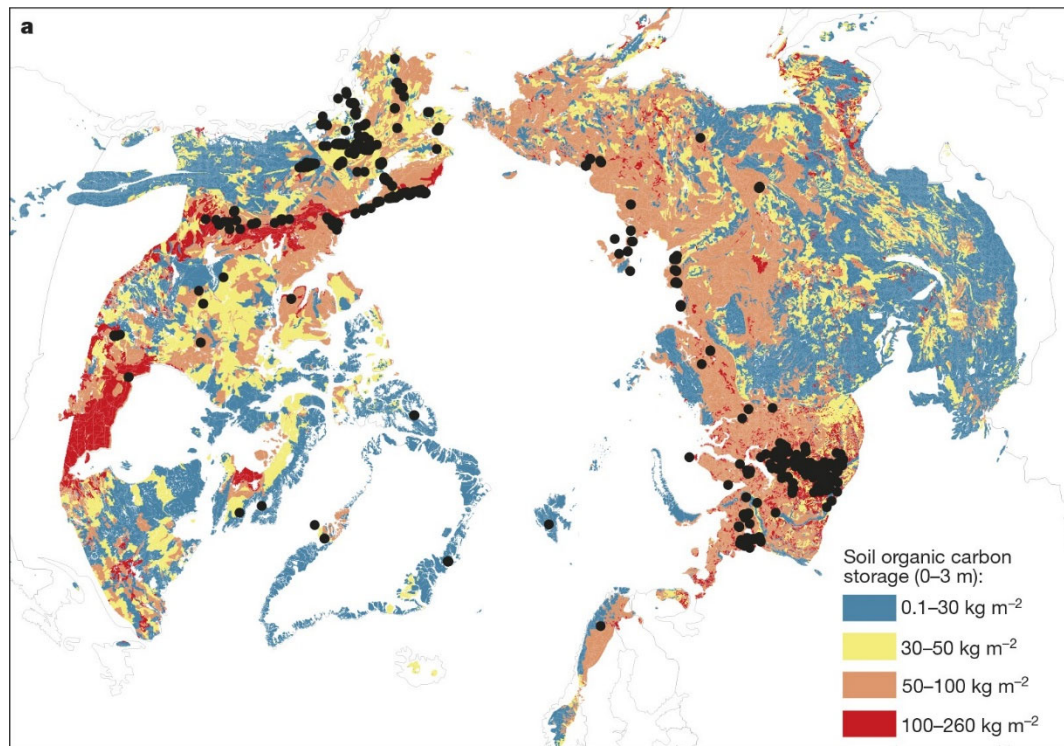 a
Soil organic carbon
storage (0–3 m):
0.1–30 kg m⁻²
30–50 kg m⁻²
50–100 kg m⁻²
100–260 kg m⁻²